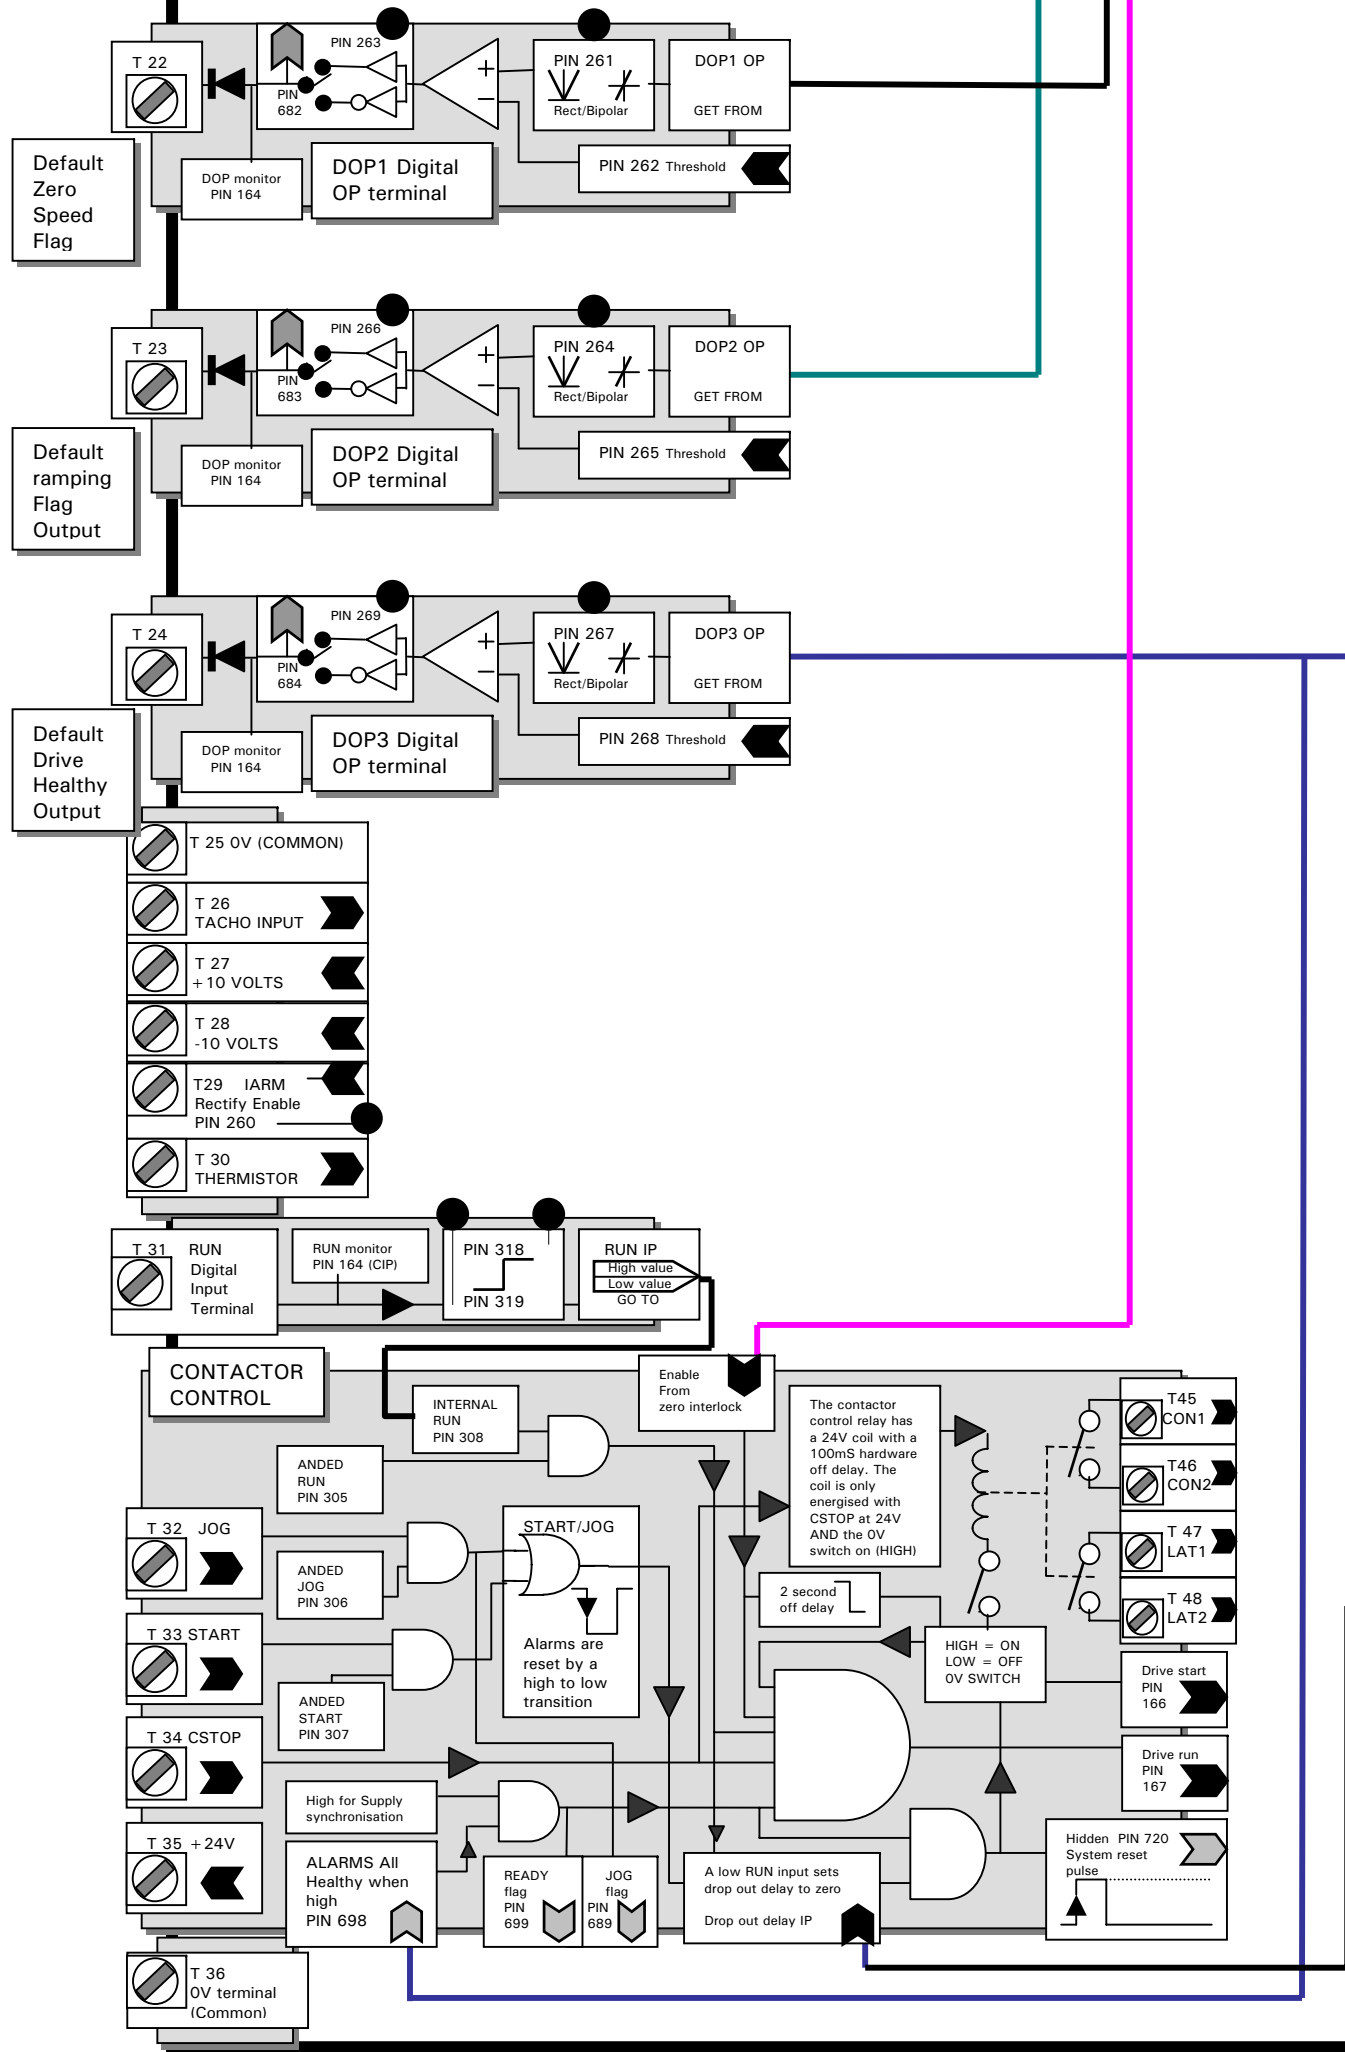 T 22
PIN 263
PIN
682
PIN 261
Rect/Bipolar
DOP1 OP
GET FROM
PIN 262 Threshold
DOP monitor
PIN 164
DOP1 Digital
OP terminal
Default
Zero
Speed
Flag
T 23
PIN 266
PIN
683
PIN 264
Rect/Bipolar
DOP2 OP
GET FROM
PIN 265 Threshold
DOP monitor
PIN 164
DOP2 Digital
OP terminal
Default
ramping
Flag
Output
T 24
PIN 269
PIN
684
PIN 267
Rect/Bipolar
DOP3 OP
GET FROM
PIN 268 Threshold
DOP monitor
PIN 164
DOP3 Digital
OP terminal
Default
Drive
Healthy
Output
T 25 0V (COMMON)
T 26
TACHO INPUT
T 27
+10 VOLTS
T 28
-10 VOLTS
T29 IARM
Rectify Enable
PIN 260
T 30
THERMISTOR
T 31 RUN
Digital
Input
Terminal
RUN monitor
PIN 164 (CIP)
PIN 318
PIN 319
RUN IP
High value
Low value
GO TO
CONTACTOR
CONTROL
INTERNAL
RUN
PIN 308
Enable
From
zero interlock
The contactor
control relay has
a 24V coil with a
100mS hardware
off delay. The
coil is only
energised with
CSTOP at 24V
AND the 0V
switch on (HIGH)
T45
CON1
T46
CON2
T 47
LAT1
T 48
LAT2
ANDED
RUN
PIN 305
T 32 JOG
ANDED
JOG
PIN 306
START/JOG
Alarms are
reset by a
high to low
transition
2 second
off delay
T 33 START
ANDED
START
PIN 307
HIGH = ON
LOW = OFF
0V SWITCH
Drive start
PIN
166
T 34 CSTOP
Drive run
PIN
167
High for Supply
synchronisation
T 35 +24V
ALARMS All
Healthy when
high
PIN 698
READY
flag
PIN
699
JOG
flag
PIN
689
A low RUN input sets
drop out delay to zero
Drop out delay IP
Hidden PIN 720
System reset
pulse
T 36
0V terminal
(Common)